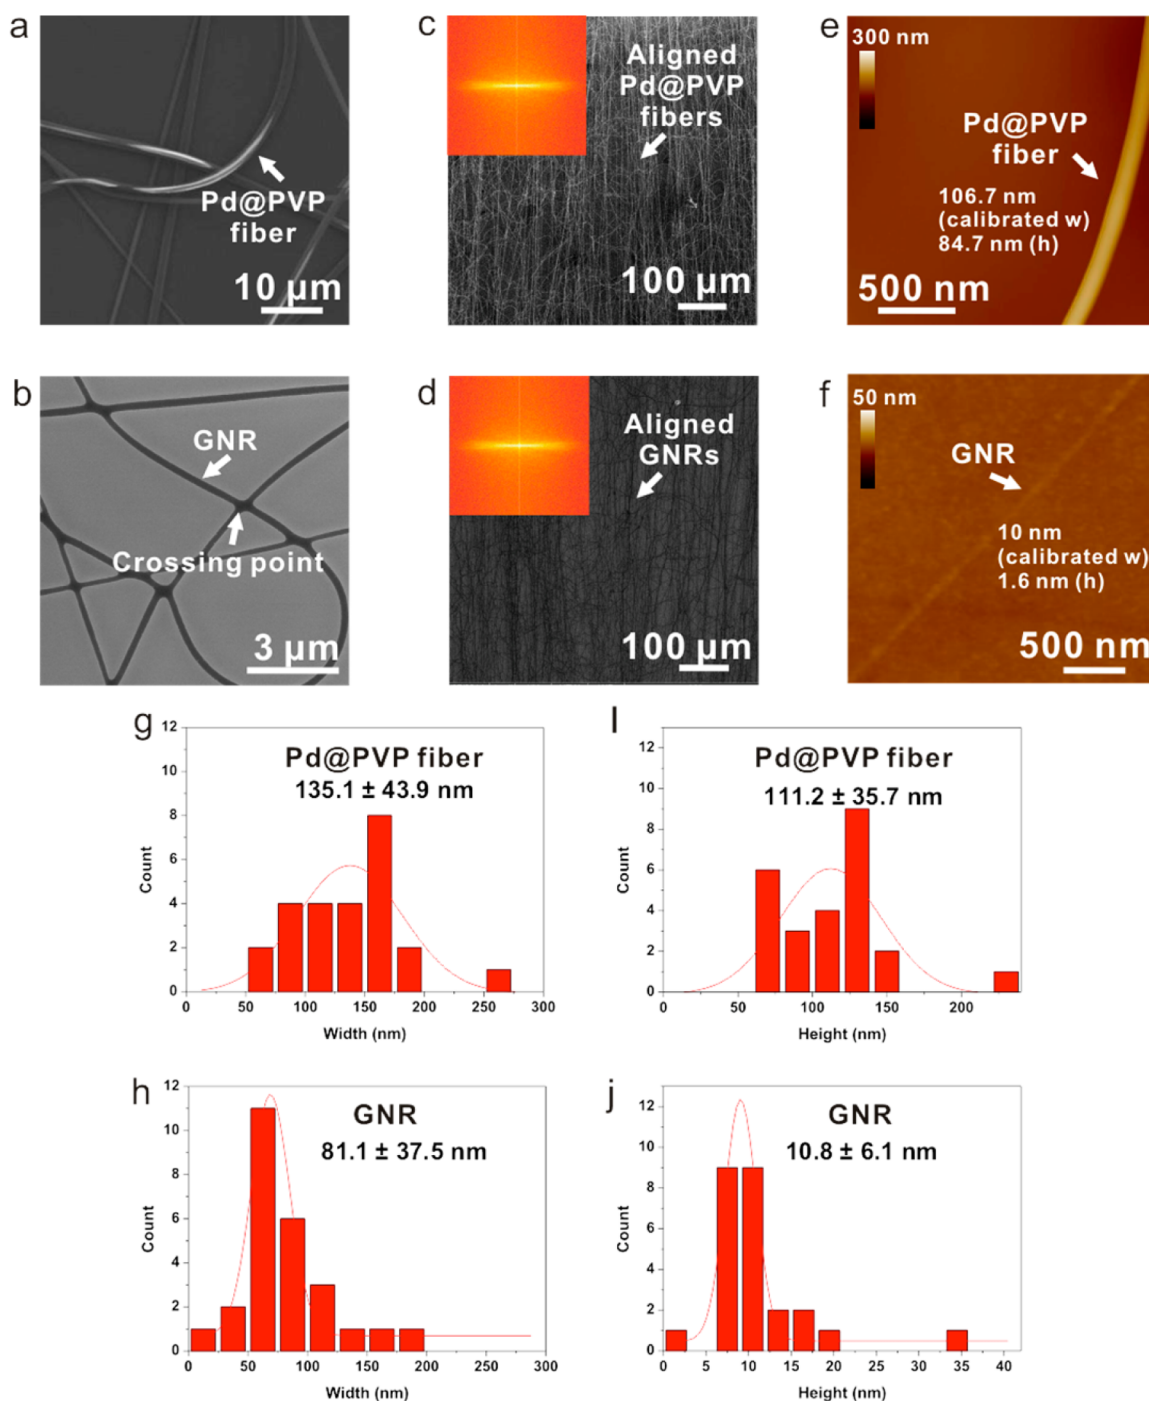 a
Pd@PVP
fiber
10 µm
c
Aligned
Pd@PVP
fibers
100 µm
e
300 nm
Pd@PVP
fiber
106.7 nm
(calibrated w)
84.7 nm (h)
500 nm
b
GNR
Crossing point
3 µm
d
Aligned
GNRs
100 µm
f
50 nm
GNR
10 nm
(calibrated w)
1.6 nm (h)
500 nm
g
Pd@PVP fiber
135.1 ± 43.9 nm
12
10
8
6
4
2
0
Count
0 50 100 150 200 250 300
Width (nm)
I
Pd@PVP fiber
111.2 ± 35.7 nm
12
10
8
6
4
2
0
Count
0 50 100 150 200
Height (nm)
h
GNR
81.1 ± 37.5 nm
12
10
8
6
4
2
0
Count
0 50 100 150 200 250 300
Width (nm)
j
GNR
10.8 ± 6.1 nm
12
10
8
6
4
2
0
Count
0 5 10 15 20 25 30 35 40
Height (nm)